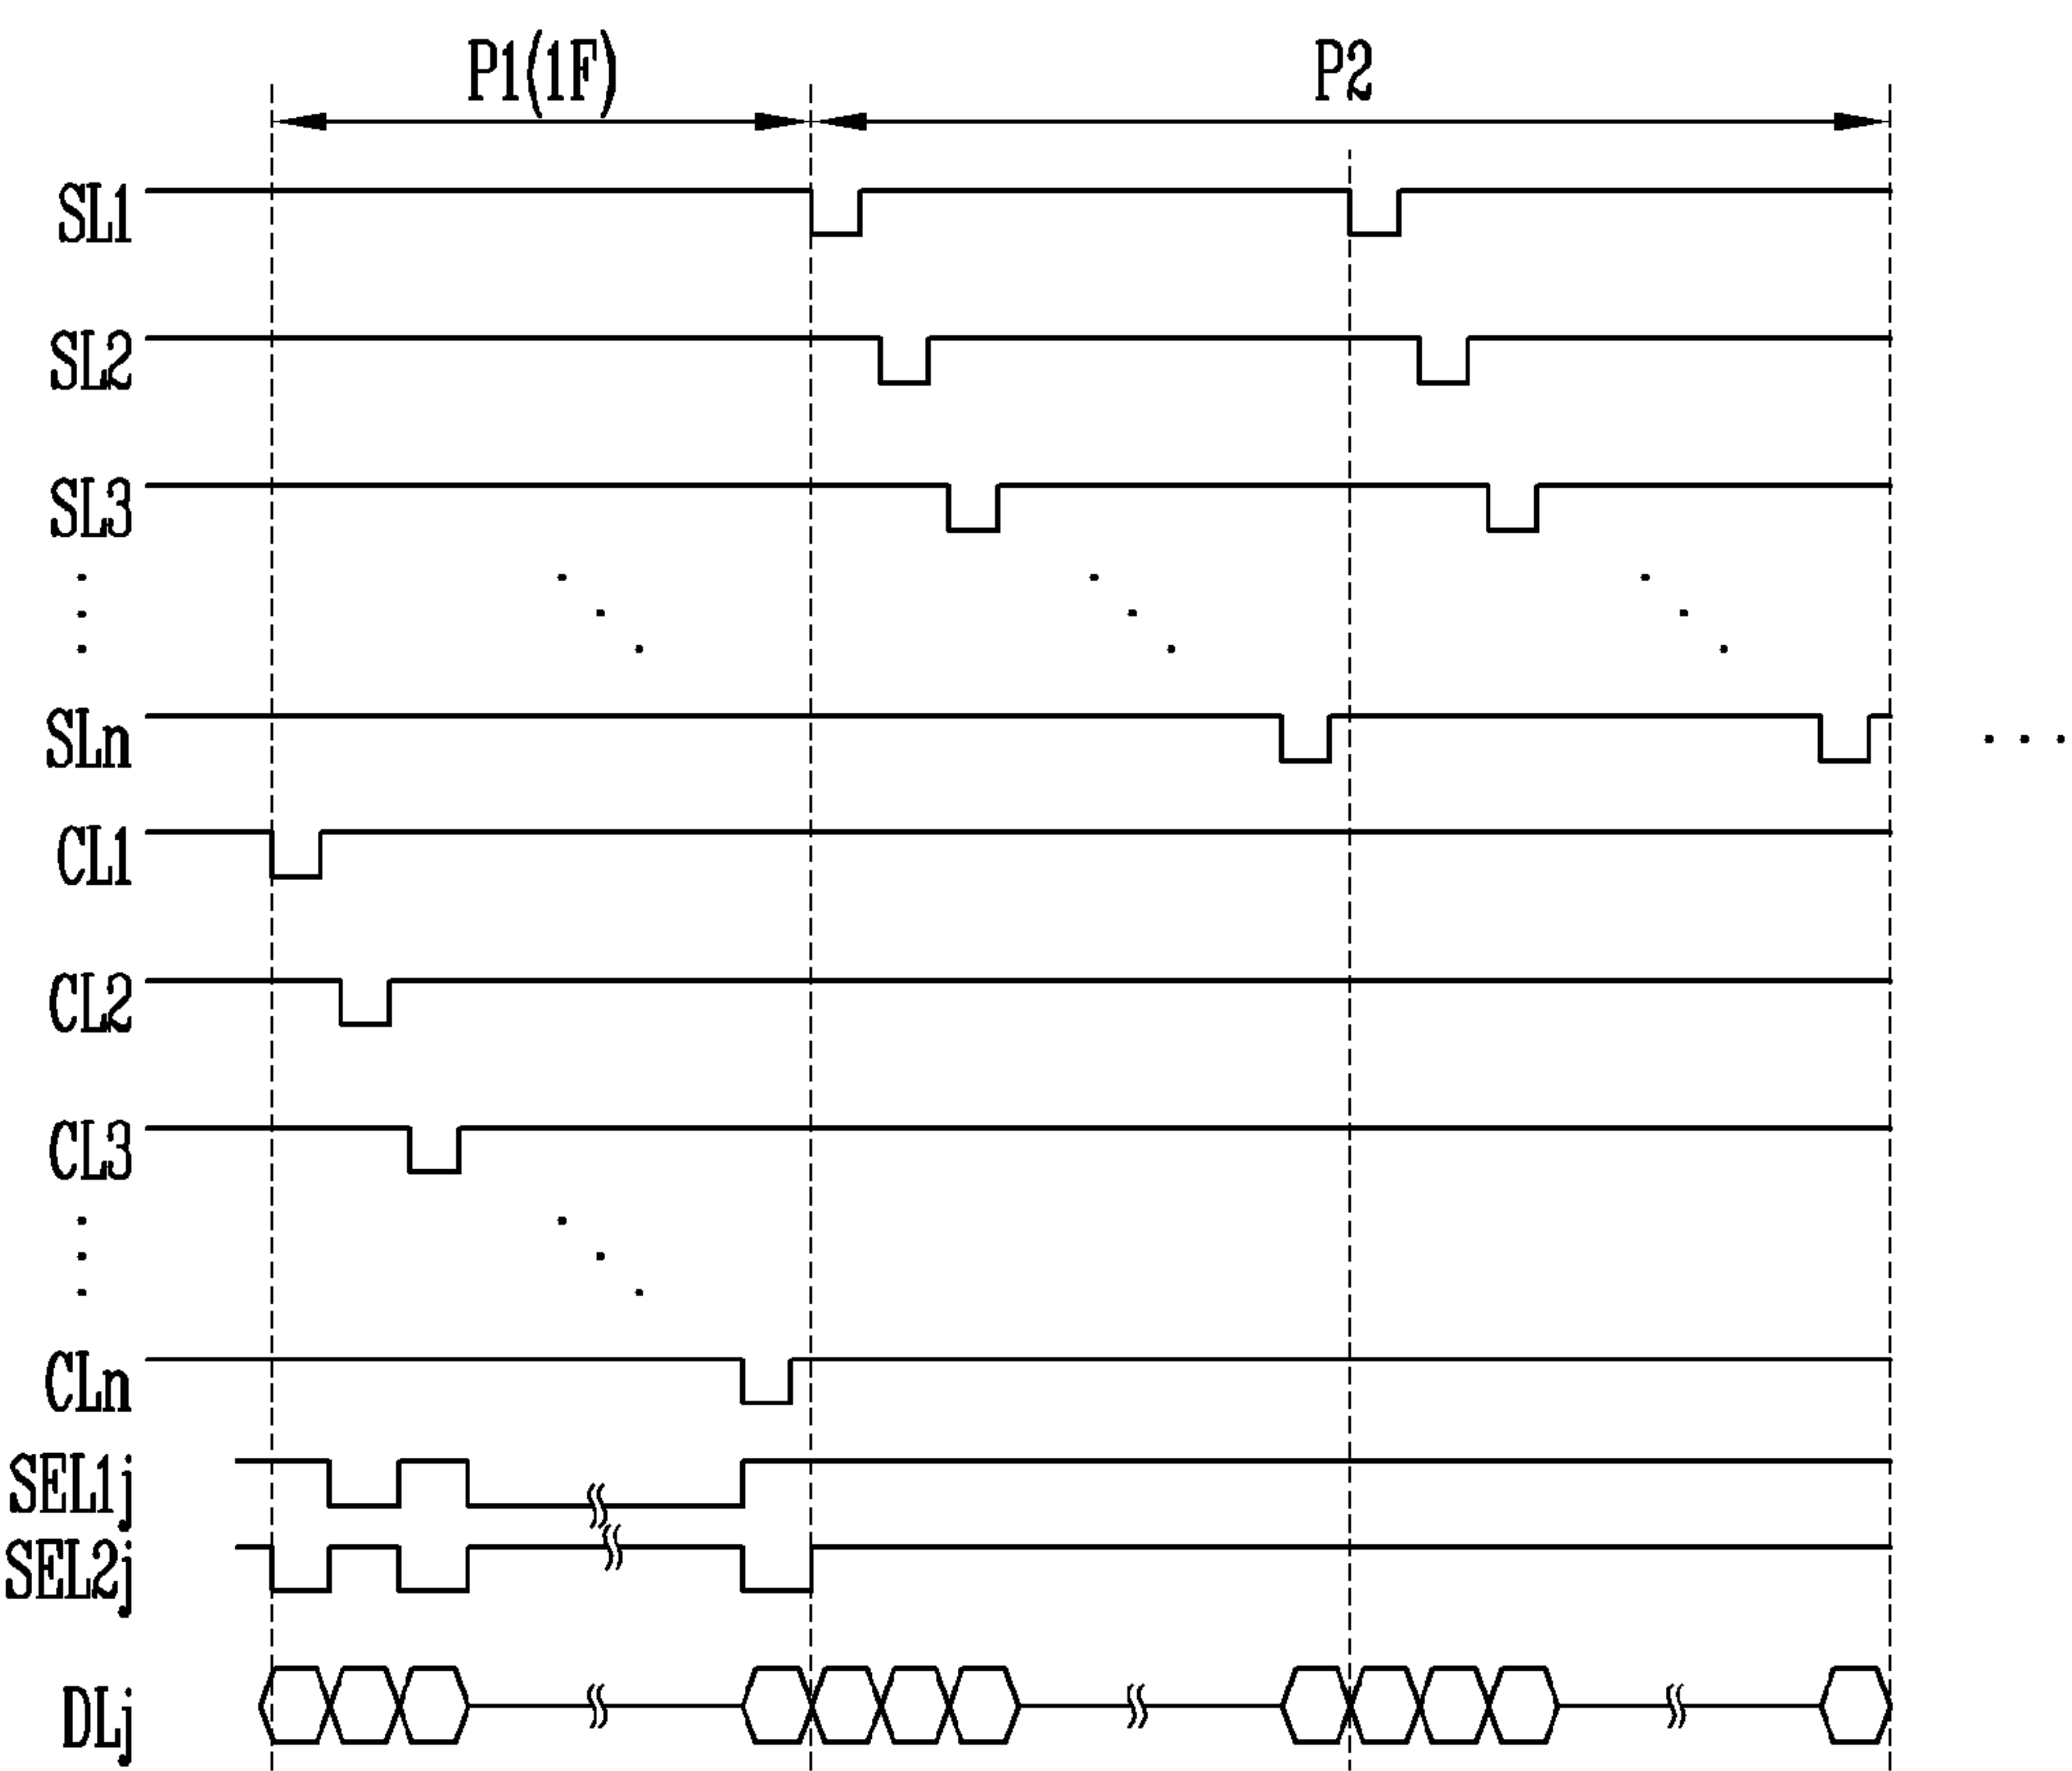 P1(1F) P2
SL1
SL2
SL3
SLn
CL1
CL2
CL3
CLn
SEL1j
SEL2j
DLj